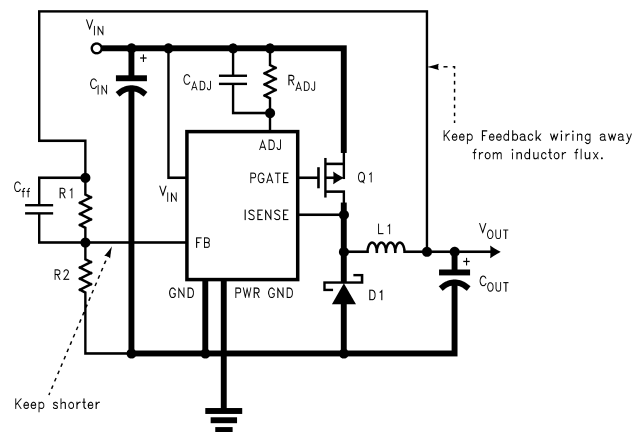 VIN
+
CIN
CADJ
RADJ
ADJ
Keep Feedback wiring away
from inductor flux.
PGATE
Q1
Cff
R1
VIN
ISENSE
L1
VOUT
FB
+
R2
COUT
GND
PWR GND
D1
Keep shorter